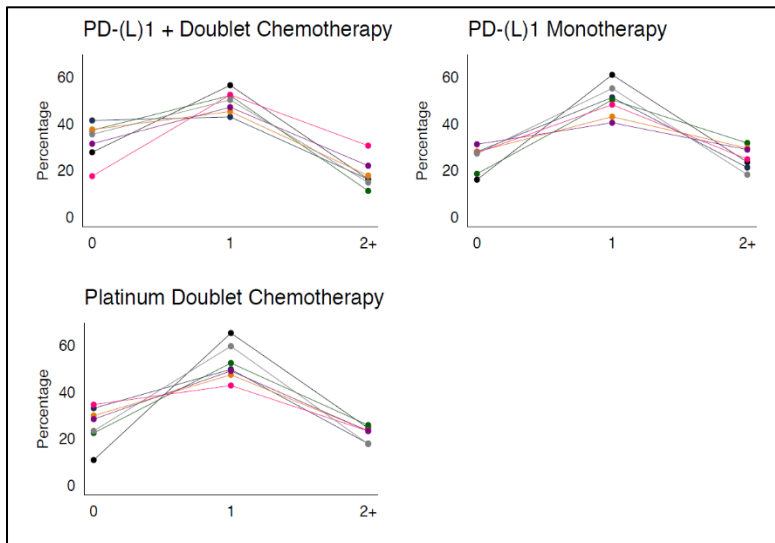 PD-(L)1 + Doublet Chemotherapy
Percentage
60
40
20
0
0 1 2+
PD-(L)1 Monotherapy
Percentage
60
40
20
0
0 1 2+
Platinum Doublet Chemotherapy
Percentage
60
40
20
0
0 1 2+